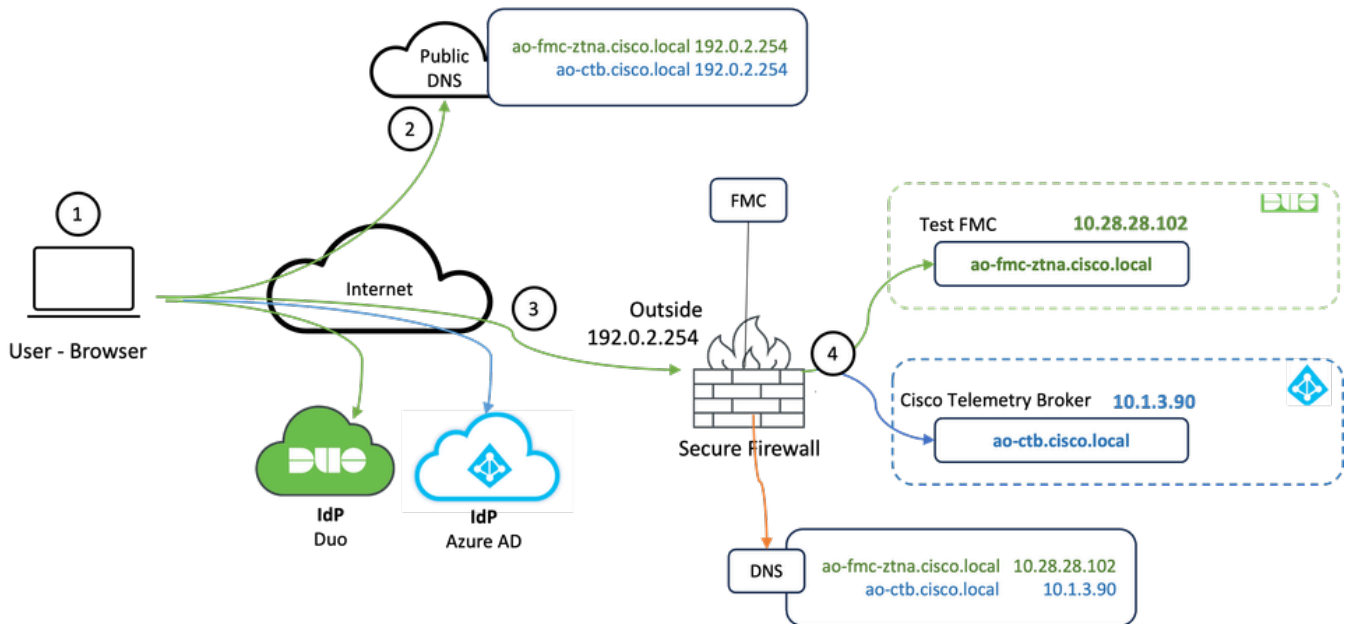 Public
DNS
ao-fmc-ztna.cisco.local 192.0.2.254
ao-ctb.cisco.local 192.0.2.254
2
1
FMC
DUO
Test FMC 10.28.28.102
ao-fmc-ztna.cisco.local
Internet
3
Outside
192.0.2.254
4
User - Browser
Cisco Telemetry Broker 10.1.3.90
ao-ctb.cisco.local
Secure Firewall
DUO
IdP
Duo
IdP
Azure AD
DNS
ao-fmc-ztna.cisco.local 10.28.28.102
ao-ctb.cisco.local 10.1.3.90